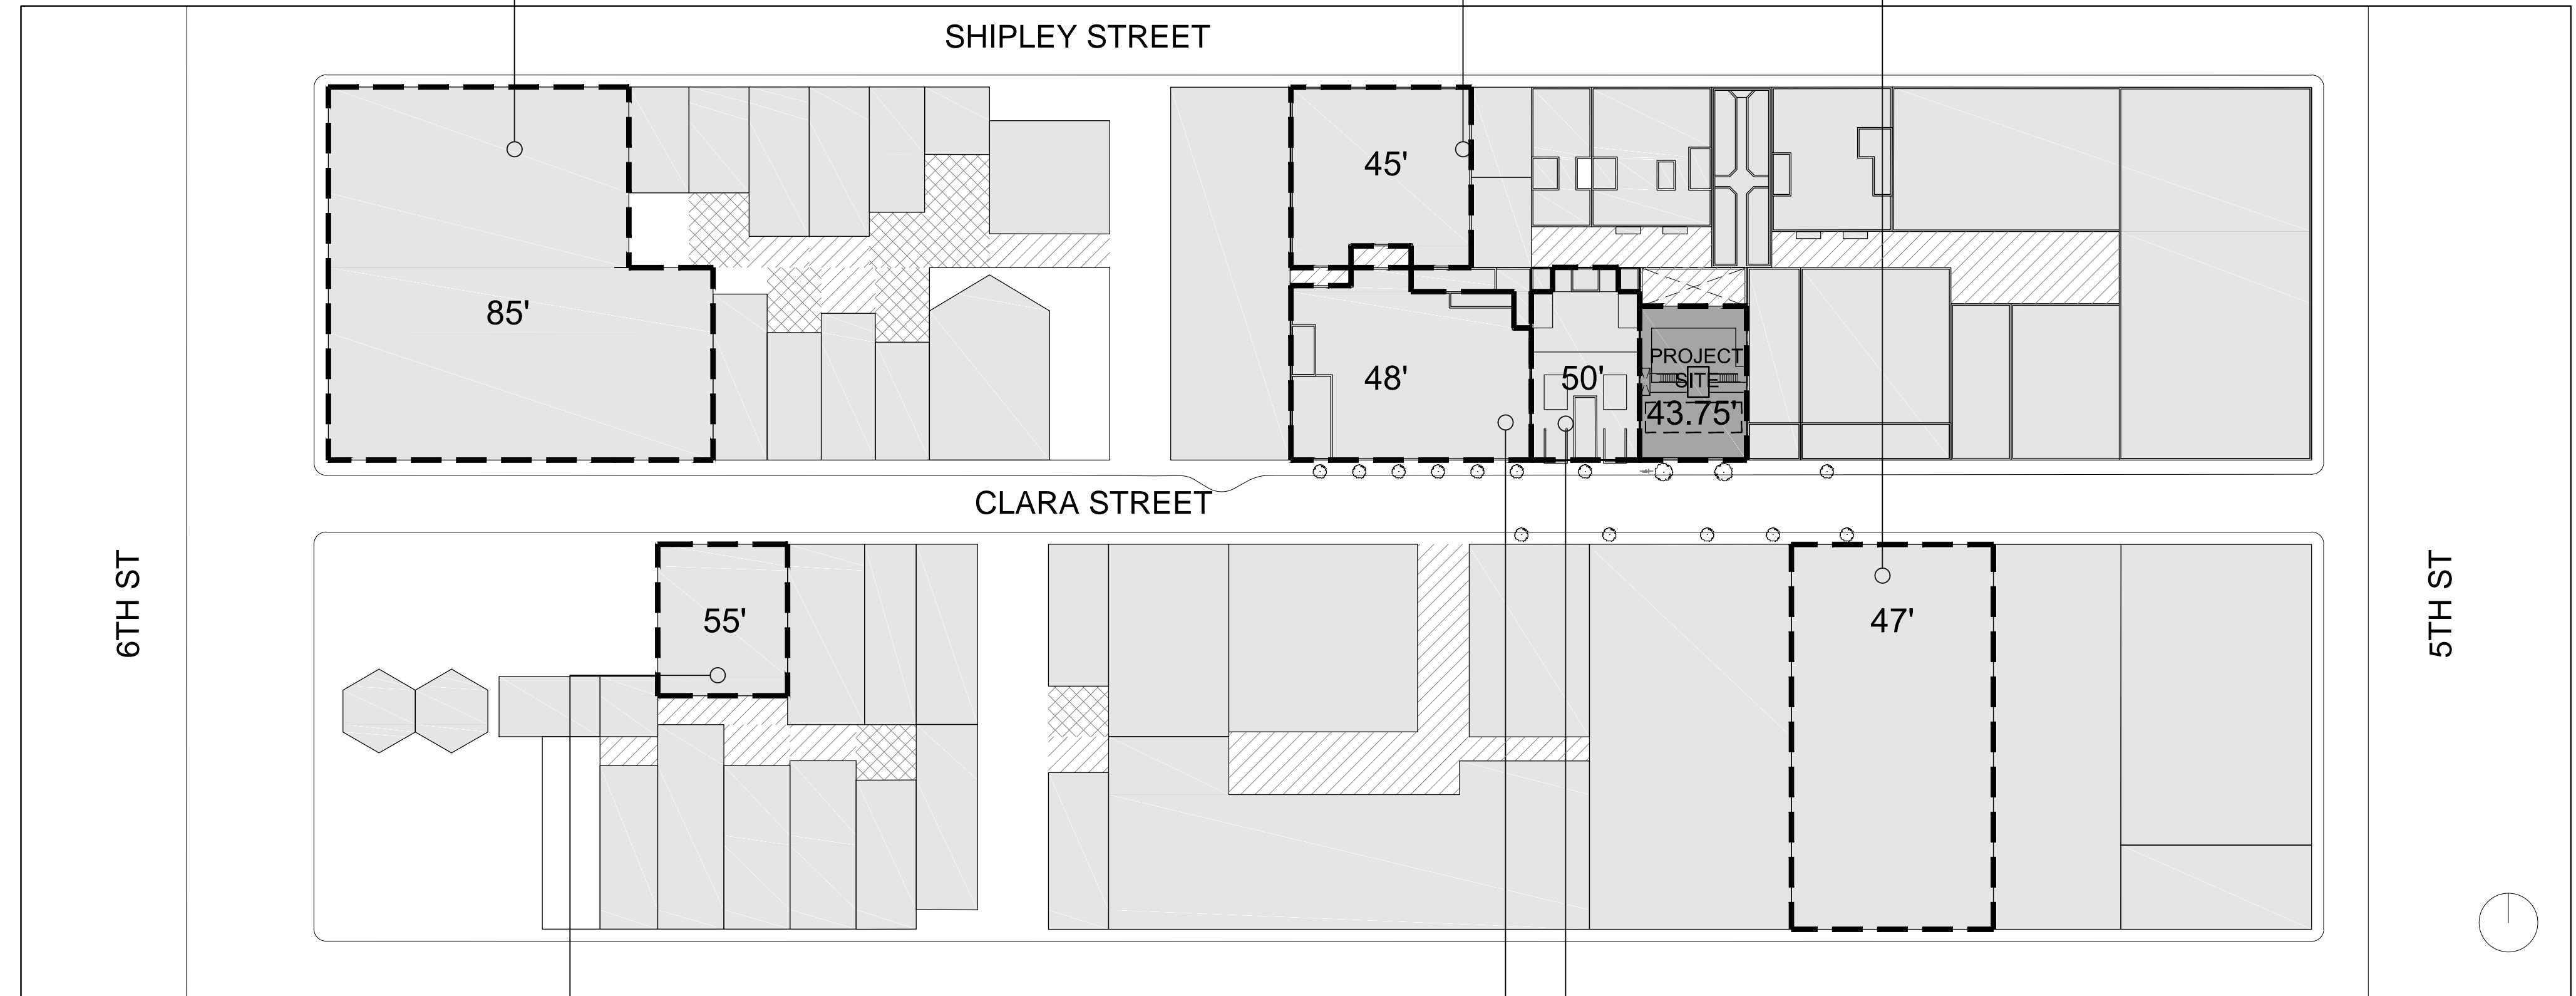 SHIPLEY STREET
45'
85'
PROJECT
SITE
48'
50'
43.75'
CLARA STREET
6TH ST
5TH ST
55'
47'